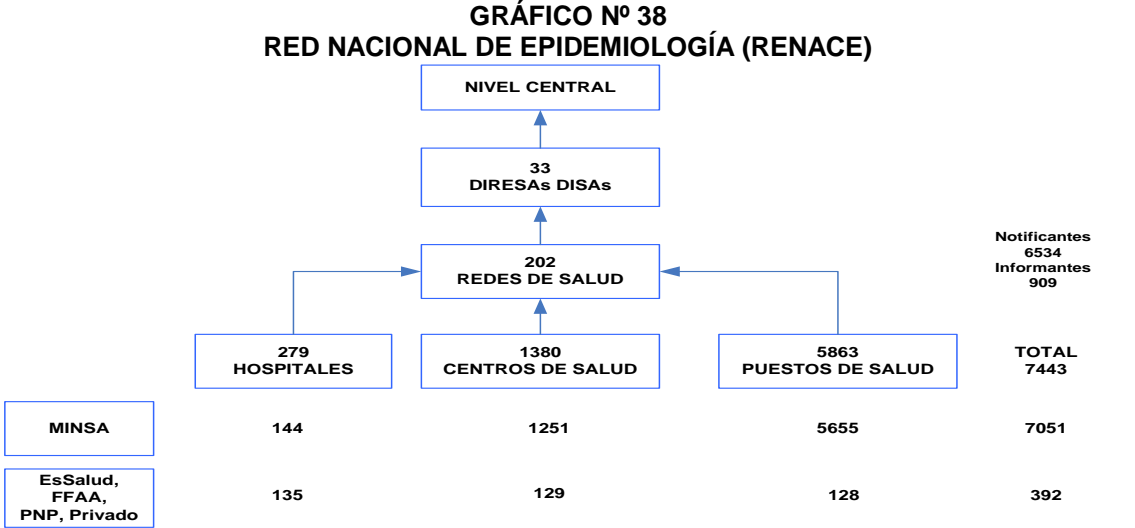 GRÁFICO Nº 38
RED NACIONAL DE EPIDEMIOLOGÍA (RENACE)
NIVEL CENTRAL
33
DIRESAs DISAs
202
REDES DE SALUD
Notificantes
6534
Informantes
909
279
HOSPITALES
1380
CENTROS DE SALUD
5863
PUESTOS DE SALUD
TOTAL
7443
MINSA
144
1251
5655
7051
EsSalud,
FFAA,
PNP, Privado
135
129
128
392